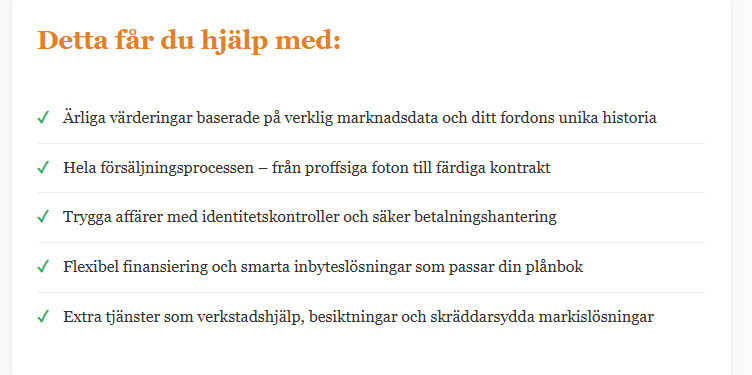 Detta får du hjälp med:
✓ Ärliga värderingar baserade på verklig marknadsdata och ditt fordons unika historia
✓ Hela försäljningsprocessen – från proffsiga foton till färdiga kontrakt
✓ Trygga affärer med identitetskontroller och säker betalningshantering
✓ Flexibel finansiering och smarta inbyteslösningar som passar din plånbok
✓ Extra tjänster som verkstadshjälp, besiktningar och skräddarsydda markislösningar